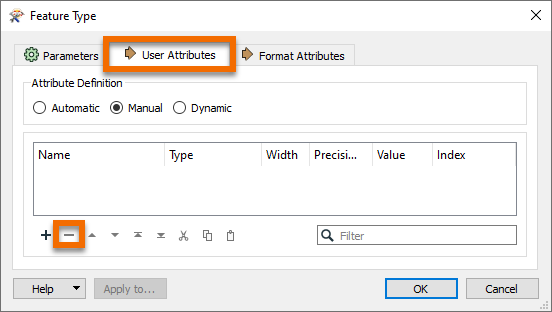 Feature Type
Parameters User Attributes Format Attributes
Attribute Definition
Automatic Manual Dynamic
Name Type Width Precisi... Value Index
Filter
Help Apply to... OK Cancel